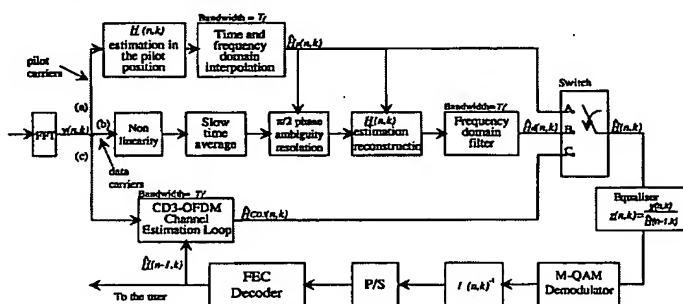 Bandwidth = Tf
H (n,k)
estimation in
the pilot
position
Time and
frequency
domain
interpolation
Ĥp(n,k)
pilot
carriers
Switch
(a)
Bandwidth=Tf
A
FFT
y(n,k)
(b)
Non
linearity
Slow
time
average
π/2 phase
ambiguity
resolution
H(n,k)
estimation
reconstructio
Frequency
domain
filter
Ĥd(n,k)
B
Ĥ(n,k)
(c)
C
data
carriers
Bandwidth= Tf
CD3-OFDM
Channel
Estimation Loop
ĤCD3(n,k)
Equaliser
z(n,k)=y(n,k)/Ĥ(n-1,k)
Ĥ(n-1,k)
To the user
FEC
Decoder
P/S
I (n,k)⁻¹
M-QAM
Demodulator